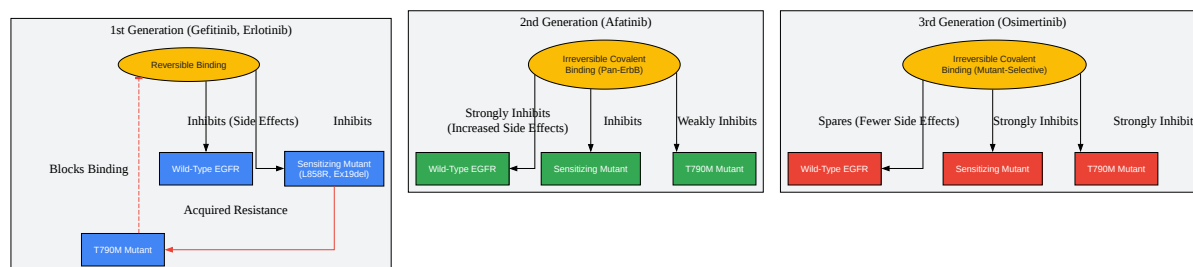 1st Generation (Gefitinib, Erlotinib)
Reversible Binding
Inhibits (Side Effects)
Inhibits
Blocks Binding
Wild-Type EGFR
Sensitizing Mutant
(L858R, Ex19del)
Acquired Resistance
T790M Mutant
2nd Generation (Afatinib)
Irreversible Covalent
Binding (Pan-ErbB)
Strongly Inhibits
(Increased Side Effects)
Inhibits
Weakly Inhibits
Wild-Type EGFR
Sensitizing Mutant
T790M Mutant
3rd Generation (Osimertinib)
Irreversible Covalent
Binding (Mutant-Selective)
Spares (Fewer Side Effects)
Strongly Inhibits
Strongly Inhibit
Wild-Type EGFR
Sensitizing Mutant
T790M Mutant